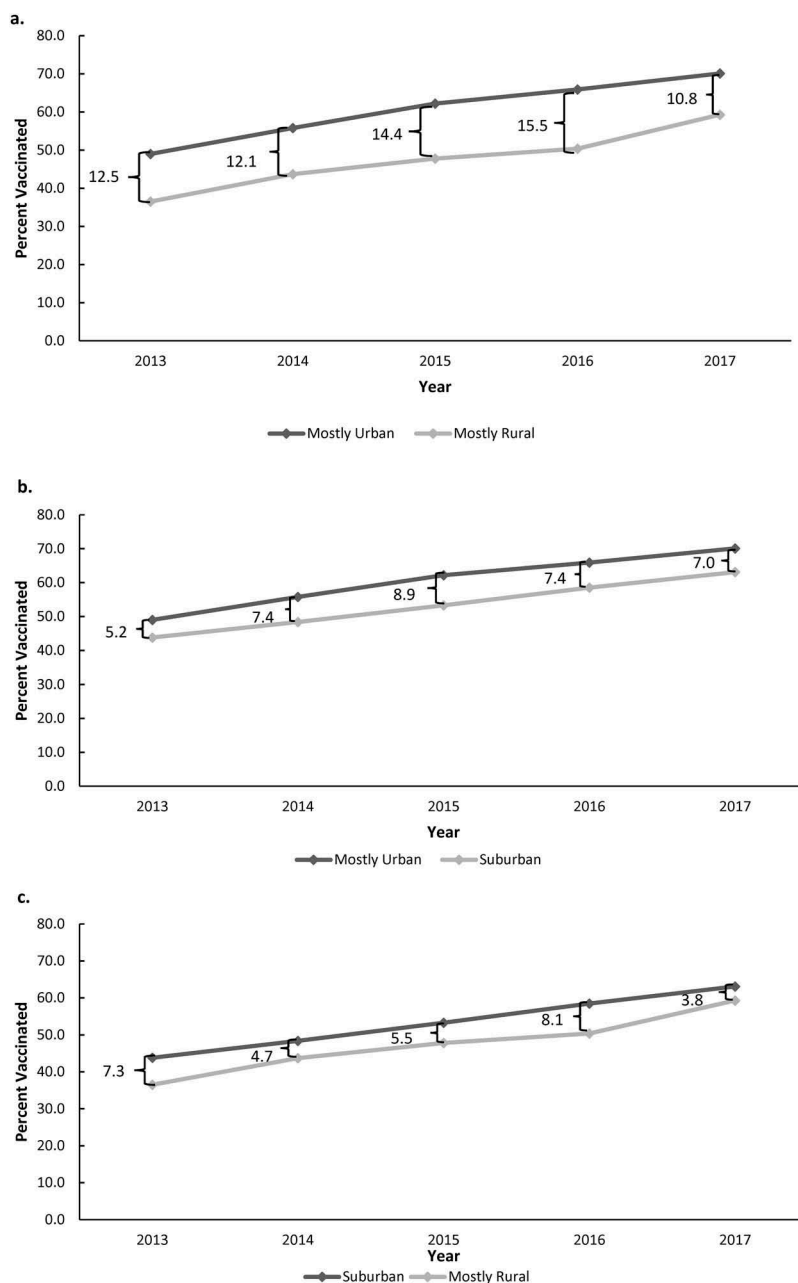 a.
80.0
70.0
60.0
50.0
40.0
30.0
20.0
10.0
0.0
Percent Vaccinated
12.5
12.1
14.4
15.5
10.8
2013 2014 2015 2016 2017
Year
Mostly Urban Mostly Rural
b.
80.0
70.0
60.0
50.0
40.0
30.0
20.0
10.0
0.0
Percent Vaccinated
5.2
7.4
8.9
7.4
7.0
2013 2014 2015 2016 2017
Year
Mostly Urban Suburban
c.
80.0
70.0
60.0
50.0
40.0
30.0
20.0
10.0
0.0
Percent Vaccinated
7.3
4.7
5.5
8.1
3.8
2013 2014 2015 2016 2017
Year
Suburban Mostly Rural